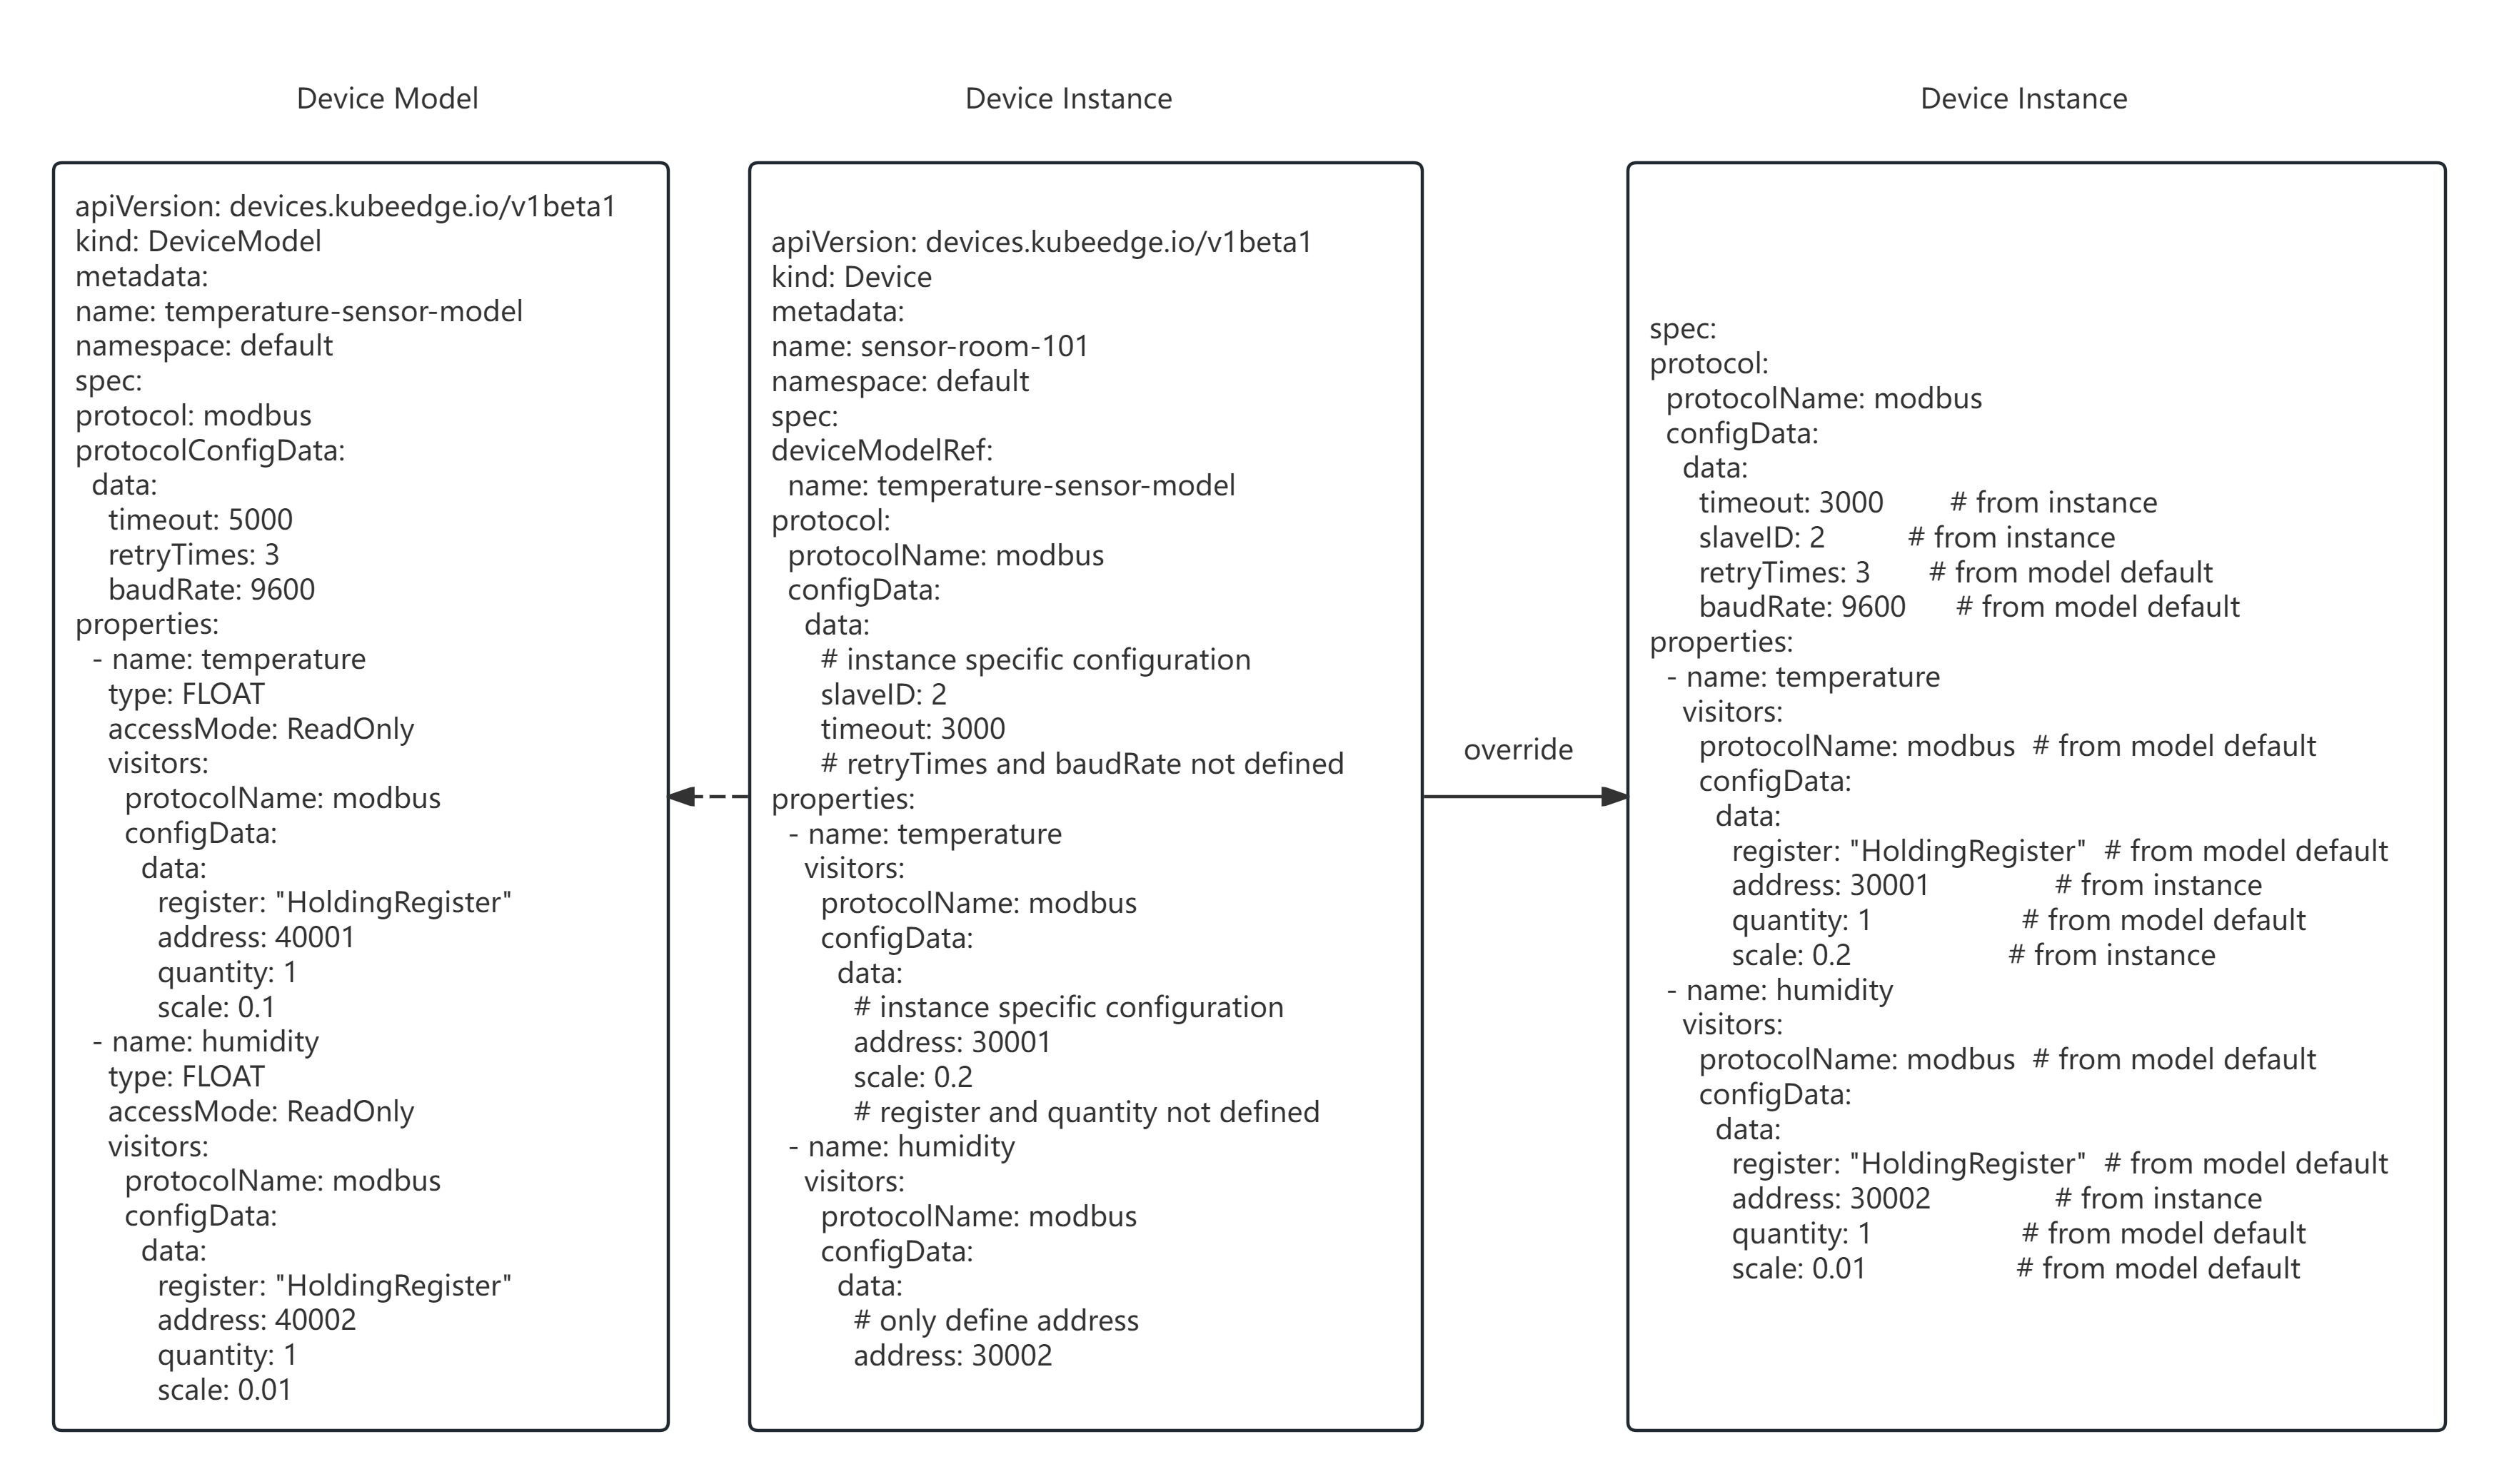 Device Model
apiVersion: devices.kubeedge.io/v1beta1
kind: DeviceModel
metadata:
name: temperature-sensor-model
namespace: default
spec:
protocol: modbus
protocolConfigData:
  data:
    timeout: 5000
    retryTimes: 3
    baudRate: 9600
properties:
  - name: temperature
    type: FLOAT
    accessMode: ReadOnly
    visitors:
      protocolName: modbus
      configData:
        data:
          register: "HoldingRegister"
          address: 40001
          quantity: 1
          scale: 0.1
  - name: humidity
    type: FLOAT
    accessMode: ReadOnly
    visitors:
      protocolName: modbus
      configData:
        data:
          register: "HoldingRegister"
          address: 40002
          quantity: 1
          scale: 0.01
Device Instance
apiVersion: devices.kubeedge.io/v1beta1
kind: Device
metadata:
name: sensor-room-101
namespace: default
spec:
deviceModelRef:
  name: temperature-sensor-model
protocol:
  protocolName: modbus
  configData:
    data:
      # instance specific configuration
      slaveID: 2
      timeout: 3000
      # retryTimes and baudRate not defined
properties:
  - name: temperature
    visitors:
      protocolName: modbus
      configData:
        data:
          # instance specific configuration
          address: 30001
          scale: 0.2
          # register and quantity not defined
  - name: humidity
    visitors:
      protocolName: modbus
      configData:
        data:
          # only define address
          address: 30002
override
Device Instance
spec:
protocol:
  protocolName: modbus
  configData:
    data:
      timeout: 3000        # from instance
      slaveID: 2          # from instance
      retryTimes: 3       # from model default
      baudRate: 9600      # from model default
properties:
  - name: temperature
    visitors:
      protocolName: modbus  # from model default
      configData:
        data:
          register: "HoldingRegister"  # from model default
          address: 30001               # from instance
          quantity: 1                  # from model default
          scale: 0.2                   # from instance
  - name: humidity
    visitors:
      protocolName: modbus  # from model default
      configData:
        data:
          register: "HoldingRegister"  # from model default
          address: 30002               # from instance
          quantity: 1                  # from model default
          scale: 0.01                  # from model default